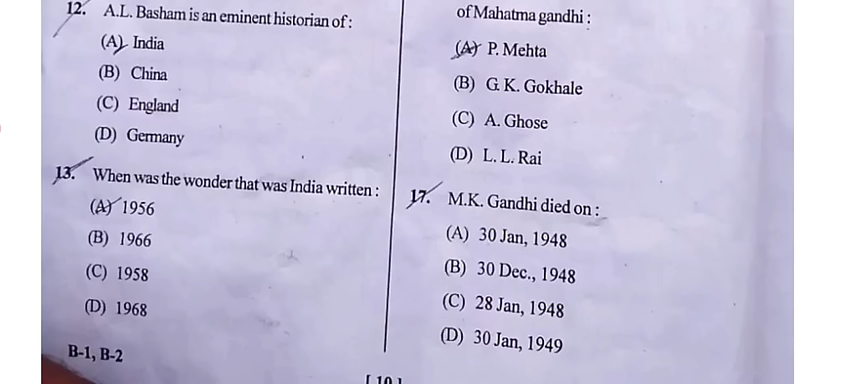 12. A.L. Basham is an eminent historian of :
(A) India
(B) China
(C) England
(D) Germany
13. When was the wonder that was India written :
(A) 1956
(B) 1966
(C) 1958
(D) 1968
B-1, B-2
of Mahatma gandhi :
(A) P. Mehta
(B) G. K. Gokhale
(C) A. Ghose
(D) L. L. Rai
17. M.K. Gandhi died on :
(A) 30 Jan, 1948
(B) 30 Dec., 1948
(C) 28 Jan, 1948
(D) 30 Jan, 1949
[ 10 ]